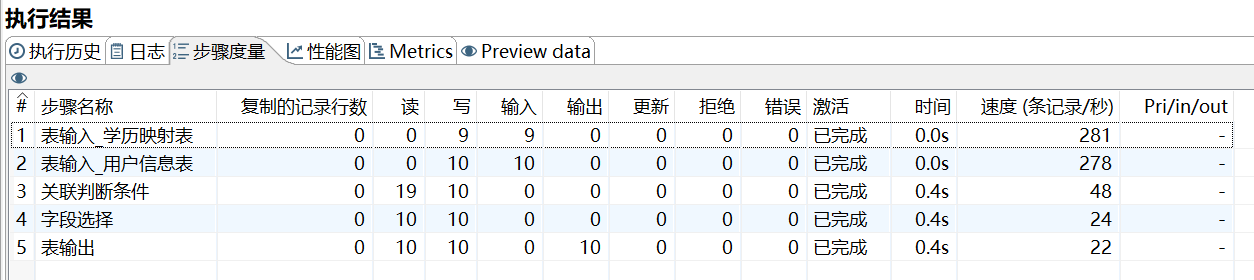 执行结果
执行历史 日志 步骤度量 性能图 Metrics Preview data
# 步骤名称 复制的记录行数 读 写 输入 输出 更新 拒绝 错误 激活 时间 速度 (条记录/秒) Pri/in/out
1 表输入_学历映射表 0 0 9 9 0 0 0 0 已完成 0.0s 281 -
2 表输入_用户信息表 0 0 10 10 0 0 0 0 已完成 0.0s 278 -
3 关联判断条件 0 19 10 0 0 0 0 0 已完成 0.4s 48 -
4 字段选择 0 10 10 0 0 0 0 0 已完成 0.4s 24 -
5 表输出 0 10 10 0 10 0 0 0 已完成 0.4s 22 -